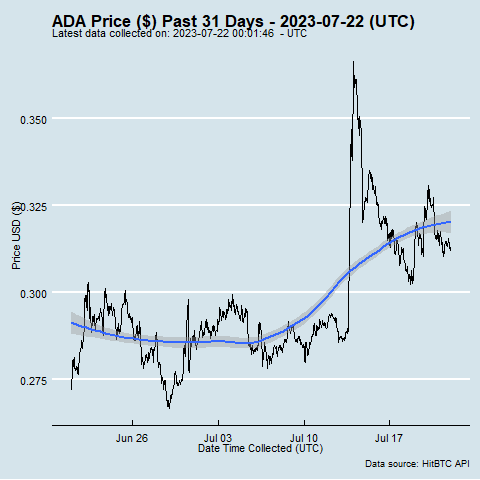 ADA Price ($) Past 31 Days - 2023-07-22 (UTC)
Latest data collected on: 2023-07-22 00:01:46  - UTC
Price USD ($)
0.350
0.325
0.300
0.275
Jun 26
Jul 03
Jul 10
Jul 17
Date Time Collected (UTC)
Data source: HitBTC API